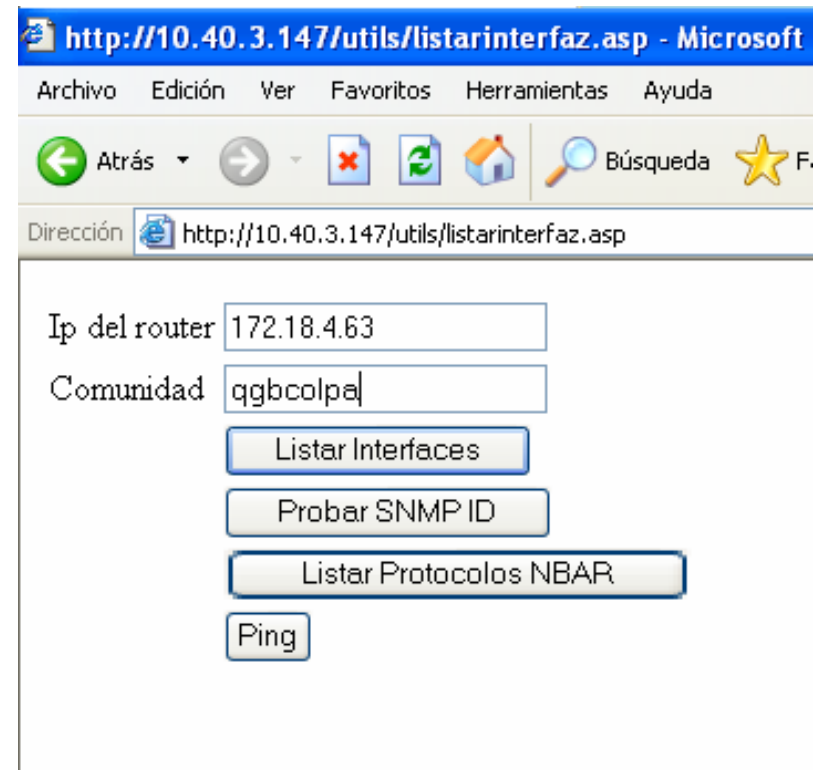 http://10.40.3.147/utils/listarinterfaz.asp - Microsoft
Archivo Edición Ver Favoritos Herramientas Ayuda
Atrás Búsqueda
Dirección http://10.40.3.147/utils/listarinterfaz.asp
Ip del router 172.18.4.63
Comunidad qgbcolpa
Listar Interfaces
Probar SNMP ID
Listar Protocolos NBAR
Ping